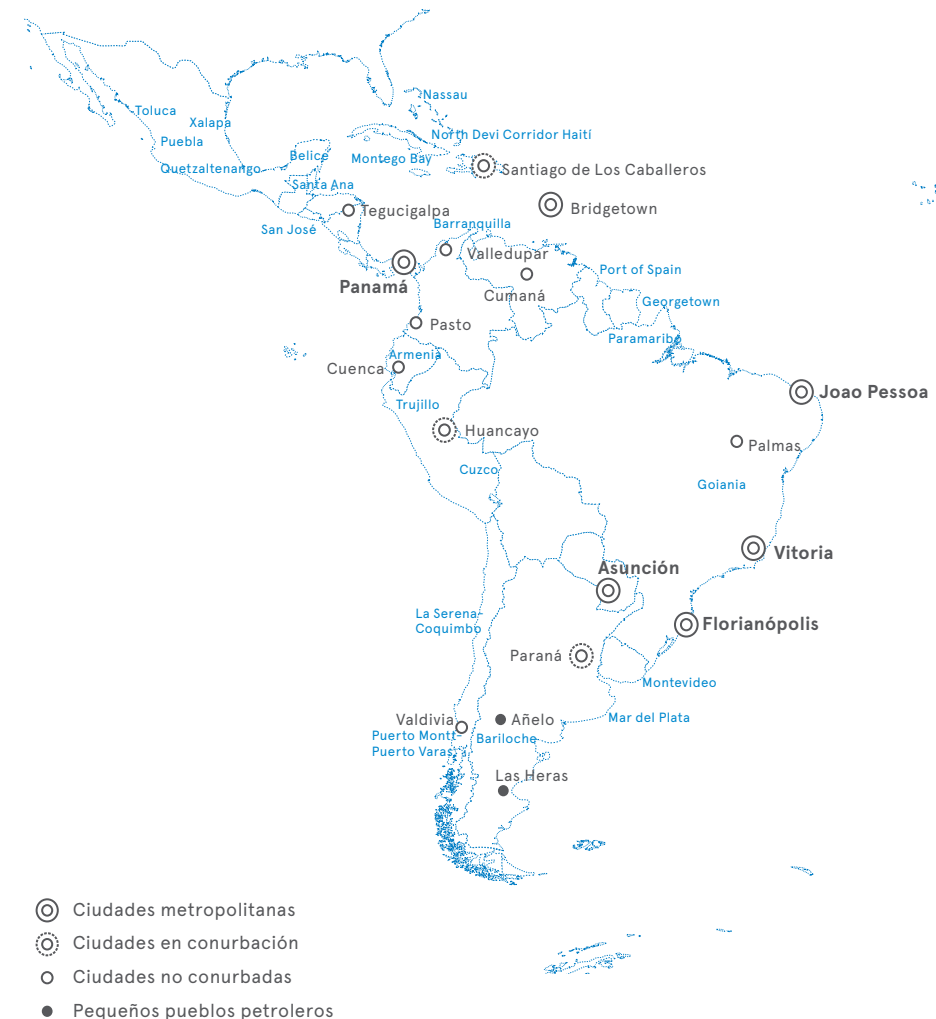 Nassau
Toluca
Xalapa
North Devi Corridor Haití
Puebla
Belice
Montego Bay
Quetzaltenango
Santiago de Los Caballeros
Santa Ana
Tegucigalpa
Bridgetown
San José
Barranquilla
Valledupar
Port of Spain
Panamá
Cumaná
Georgetown
Pasto
Paramaribo
Armenia
Cuenca
Joao Pessoa
Trujillo
Huancayo
Palmas
Cuzco
Goiania
Vitoria
Asunción
La Serena-
Coquimbo
Florianópolis
Paraná
Montevideo
Valdivia
Añelo
Mar del Plata
Puerto Montt-
Puerto Varas
Bariloche
Las Heras
Ciudades metropolitanas
Ciudades en conurbación
Ciudades no conurbadas
Pequeños pueblos petroleros